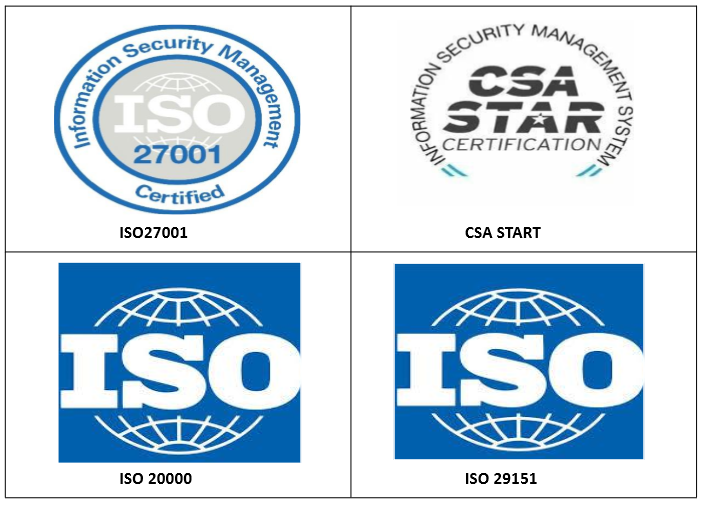 Information Security Management
ISO
27001
Certified
ISO27001
INFORMATION SECURITY MANAGEMENT SYSTEM
CSA
STAR
CERTIFICATION
CSA START
ISO
ISO 20000
ISO
ISO 29151